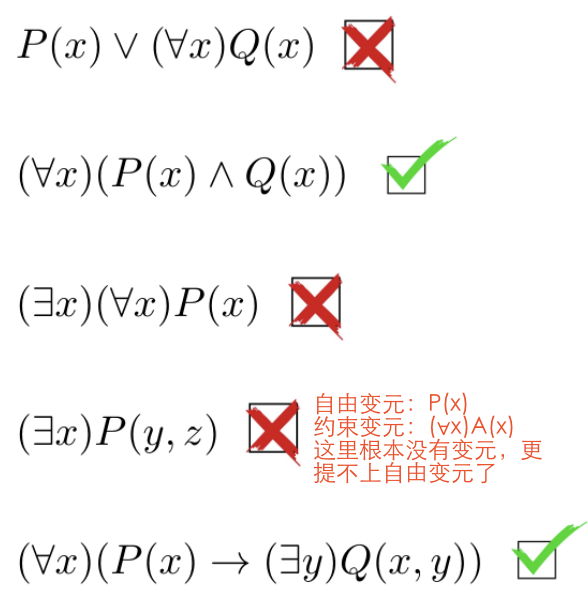 P(x) ∨ (∀x)Q(x)
(∀x)(P(x) ∧ Q(x))
(∃x)(∀x)P(x)
(∃x)P(y, z)
自由变元：P(x)
约束变元：(∀x)A(x)
这里根本没有变元，更
提不上自由变元了
(∀x)(P(x) → (∃y)Q(x, y))